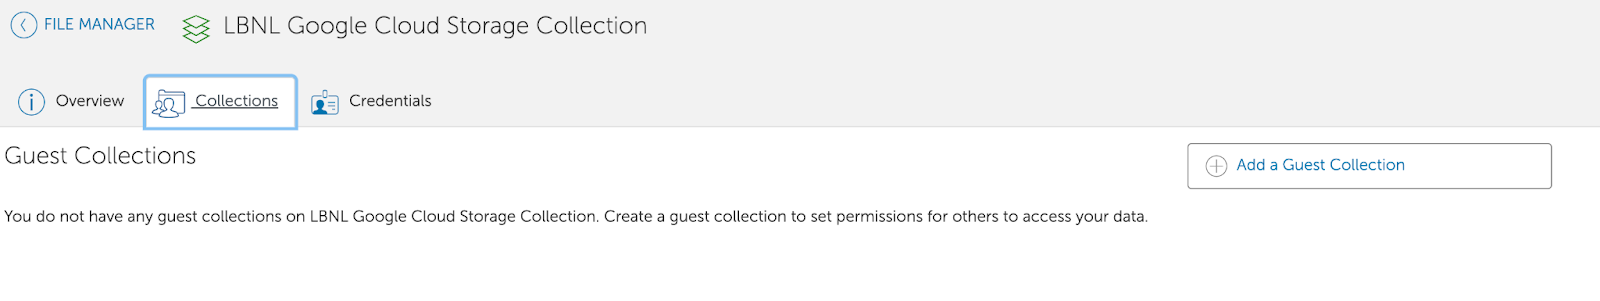 FILE MANAGER LBNL Google Cloud Storage Collection
Overview Collections Credentials
Guest Collections
Add a Guest Collection
You do not have any guest collections on LBNL Google Cloud Storage Collection. Create a guest collection to set permissions for others to access your data.